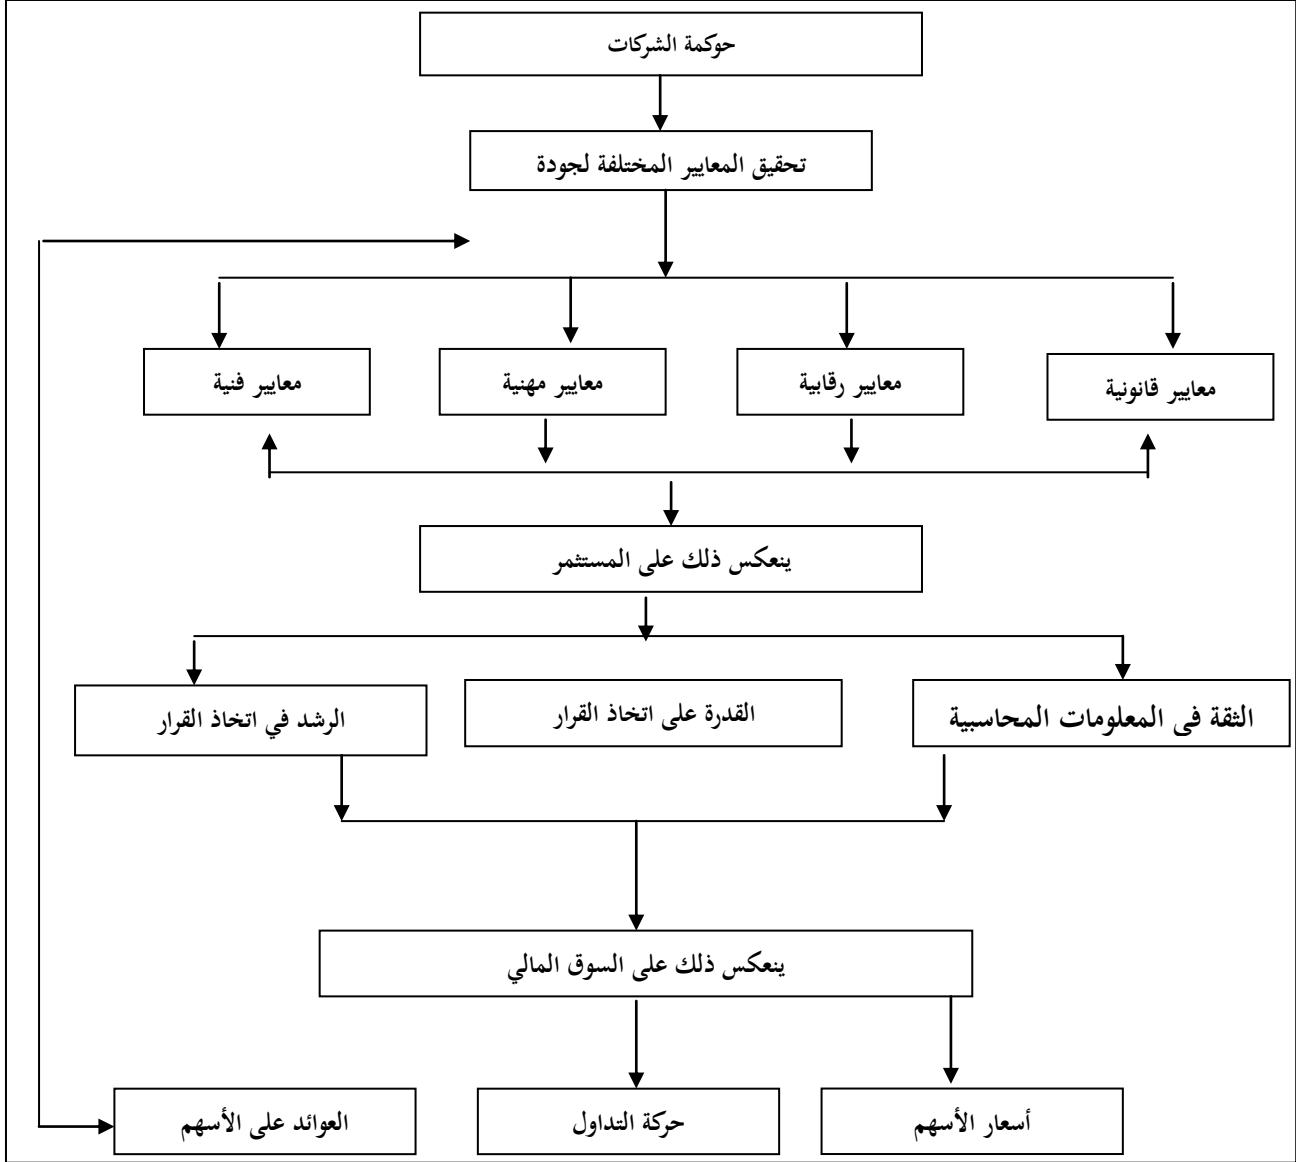 حوكمة الشركات
تحقيق المعايير المختلفة لجودة
معايير قانونية
معايير رقابية
معايير مهنية
معايير فنية
ينعكس ذلك على المستثمر
الثقة فى المعلومات المحاسبية
القدرة على اتخاذ القرار
الرشد في اتخاذ القرار
ينعكس ذلك على السوق المالي
أسعار الأسهم
حركة التداول
العوائد على الأسهم